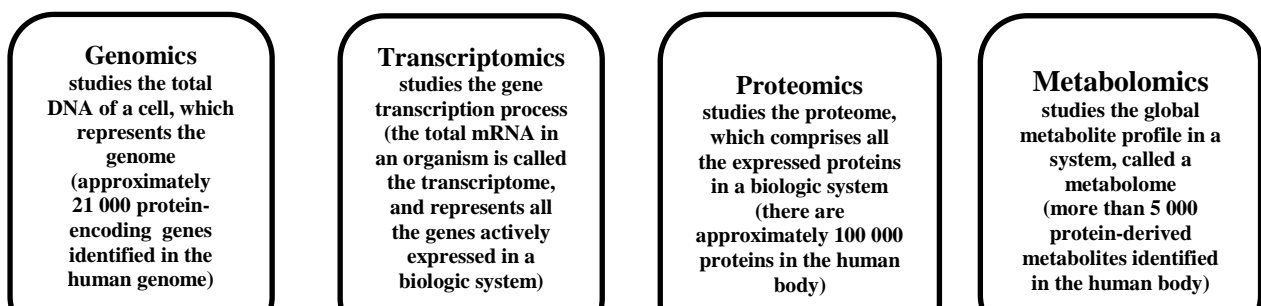 Genomics
studies the total
DNA of a cell, which
represents the
genome
(approximately
21 000 protein-
encoding genes
identified in the
human genome)
Transcriptomics
studies the gene
transcription process
(the total mRNA in
an organism is called
the transcriptome,
and represents all
the genes actively
expressed in a
biologic system)
Proteomics
studies the proteome,
which comprises all
the expressed proteins
in a biologic system
(there are
approximately 100 000
proteins in the human
body)
Metabolomics
studies the global
metabolite profile in a
system, called a
metabolome
(more than 5 000
protein-derived
metabolites identified
in the human body)